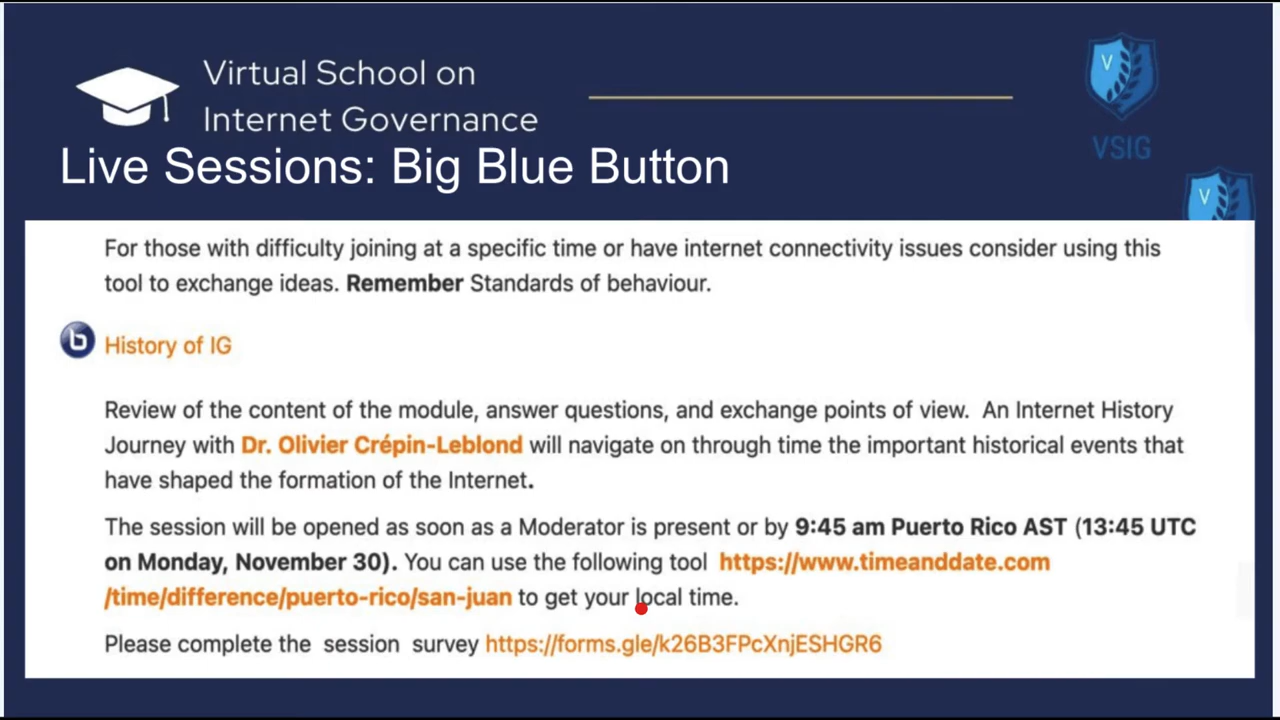 Virtual School on
Internet Governance
Live Sessions: Big Blue Button
V
VSIG
V
For those with difficulty joining at a specific time or have internet connectivity issues consider using this
tool to exchange ideas. Remember Standards of behaviour.
b
History of IG
Review of the content of the module, answer questions, and exchange points of view. An Internet History
Journey with Dr. Olivier Crépin-Leblond will navigate on through time the important historical events that
have shaped the formation of the Internet.
The session will be opened as soon as a Moderator is present or by 9:45 am Puerto Rico AST (13:45 UTC
on Monday, November 30). You can use the following tool https://www.timeanddate.com
/time/difference/puerto-rico/san-juan to get your local time.
Please complete the session survey https://forms.gle/k26B3FPcXnjESHGR6